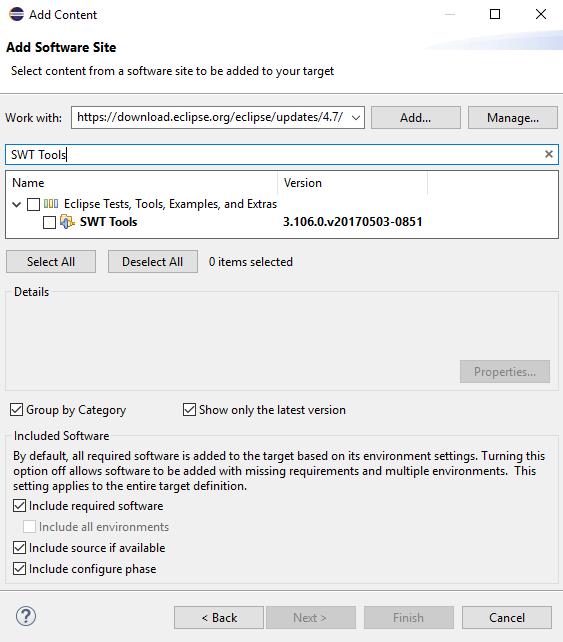 Add Content
Add Software Site
Select content from a software site to be added to your target
Work with: https://download.eclipse.org/eclipse/updates/4.7/ Add... Manage...
SWT Tools
Name Version
Eclipse Tests, Tools, Examples, and Extras
SWT Tools 3.106.0.v20170503-0851
Select All Deselect All 0 items selected
Details
Properties...
Group by Category Show only the latest version
Included Software
By default, all required software is added to the target based on its environment settings. Turning this
option off allows software to be added with missing requirements and multiple environments. This
setting applies to the entire target definition.
Include required software
Include all environments
Include source if available
Include configure phase
? < Back Next > Finish Cancel